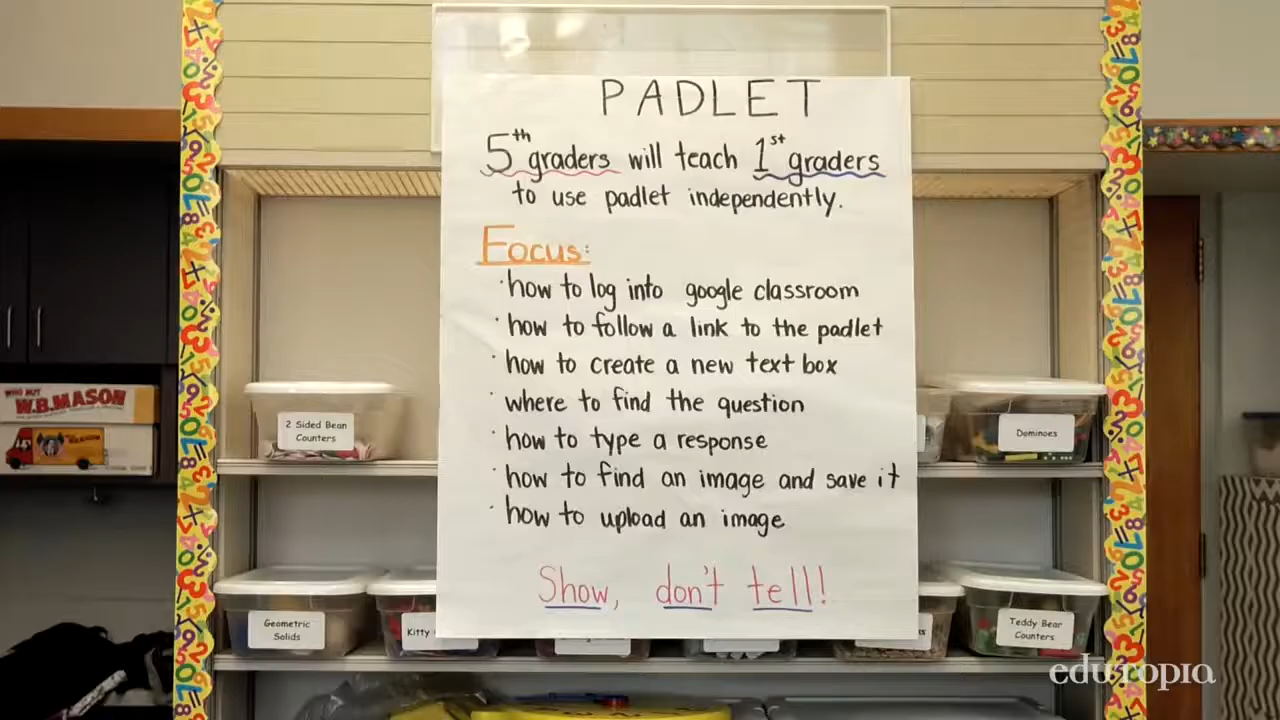 PADLET
5th graders will teach 1st graders
to use padlet independently.
Focus:
· how to log into google classroom
· how to follow a link to the padlet
· how to create a new text box
· where to find the question
· how to type a response
· how to find an image and save it
· how to upload an image
Show, don't tell!
WHO BUT
W.B. MASON
2 Sided Bean
Counters
Dominoes
Geometric
Solids
Kitty
Teddy Bear
Counters
edutopia